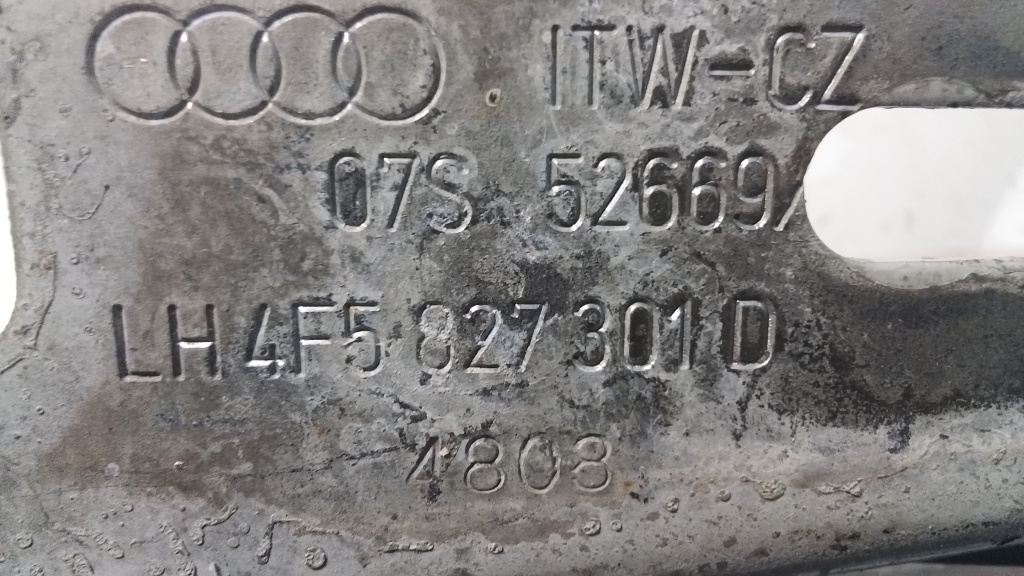 ITW-CZ
07S 52669/
LH 4F5 827 301 D
4808